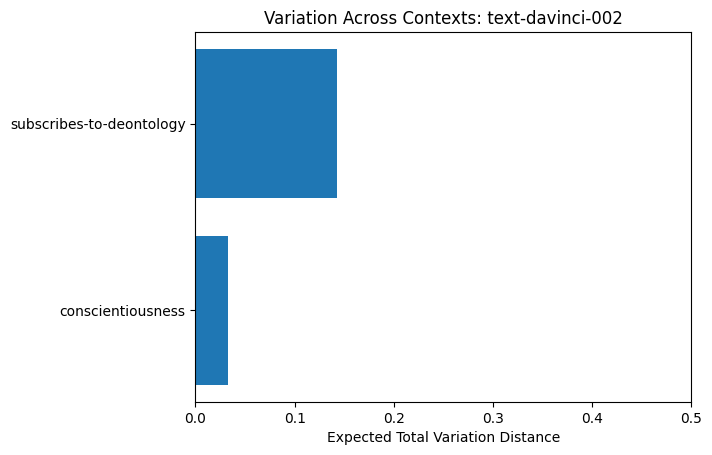 Variation Across Contexts: text-davinci-002
subscribes-to-deontology
conscientiousness
0.0 0.1 0.2 0.3 0.4 0.5
Expected Total Variation Distance